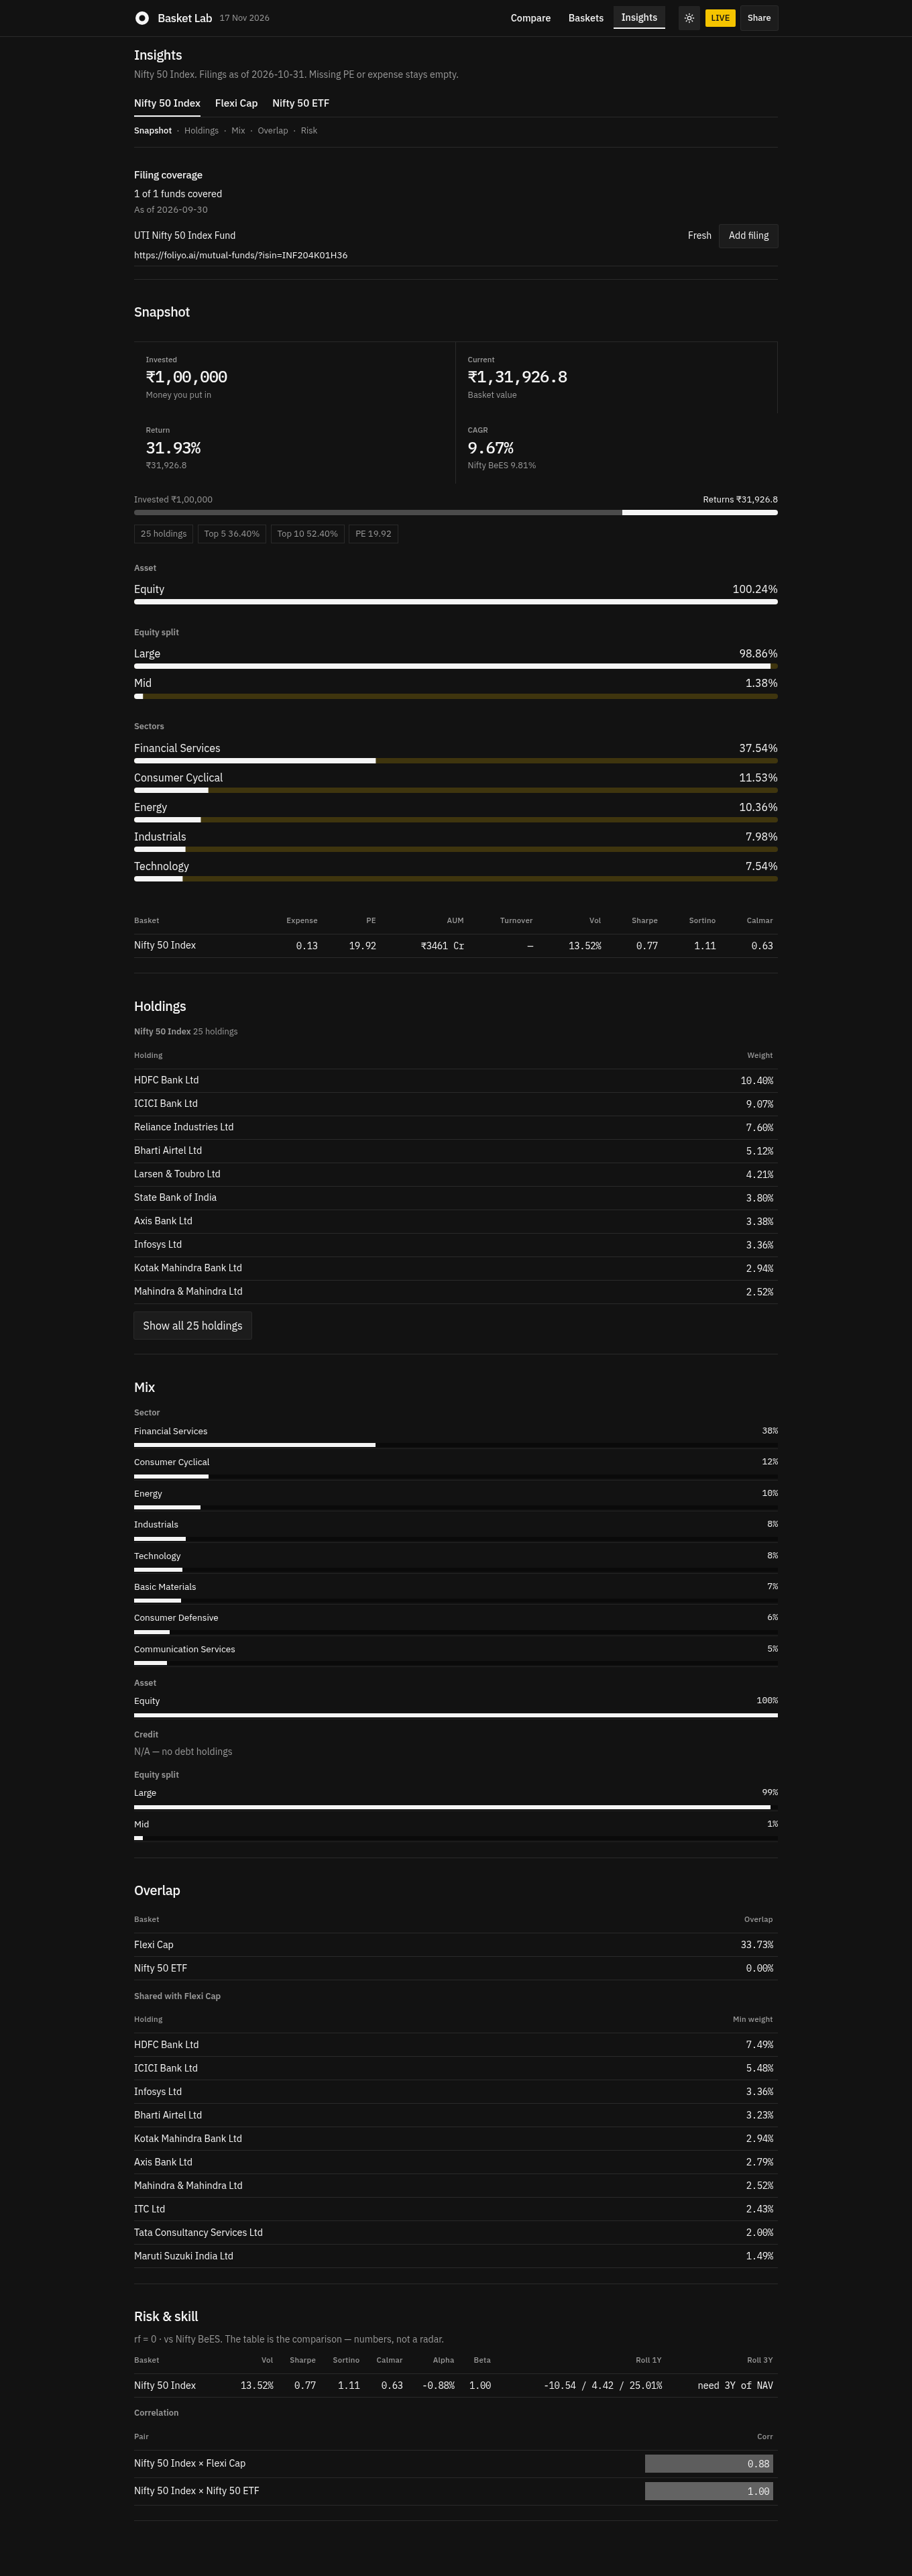 Basket Lab 17 Nov 2026 Compare Baskets Insights LIVE Share
Insights
Nifty 50 Index. Filings as of 2026-10-31. Missing PE or expense stays empty.
Nifty 50 Index Flexi Cap Nifty 50 ETF
Snapshot · Holdings · Mix · Overlap · Risk
Filing coverage
1 of 1 funds covered
As of 2026-09-30
UTI Nifty 50 Index Fund Fresh Add filing
https://foliyo.ai/mutual-funds/?isin=INF204K01H36
Snapshot
Invested Current
₹1,00,000 ₹1,31,926.8
Money you put in Basket value
Return CAGR
31.93% 9.67%
₹31,926.8 Nifty BeES 9.81%
Invested ₹1,00,000 Returns ₹31,926.8
25 holdings Top 5 36.40% Top 10 52.40% PE 19.92
Asset
Equity 100.24%
Equity split
Large 98.86%
Mid 1.38%
Sectors
Financial Services 37.54%
Consumer Cyclical 11.53%
Energy 10.36%
Industrials 7.98%
Technology 7.54%
Basket Expense PE AUM Turnover Vol Sharpe Sortino Calmar
Nifty 50 Index 0.13 19.92 ₹3461 Cr — 13.52% 0.77 1.11 0.63
Holdings
Nifty 50 Index 25 holdings
Holding Weight
HDFC Bank Ltd 10.40%
ICICI Bank Ltd 9.07%
Reliance Industries Ltd 7.60%
Bharti Airtel Ltd 5.12%
Larsen & Toubro Ltd 4.21%
State Bank of India 3.80%
Axis Bank Ltd 3.38%
Infosys Ltd 3.36%
Kotak Mahindra Bank Ltd 2.94%
Mahindra & Mahindra Ltd 2.52%
Show all 25 holdings
Mix
Sector
Financial Services 38%
Consumer Cyclical 12%
Energy 10%
Industrials 8%
Technology 8%
Basic Materials 7%
Consumer Defensive 6%
Communication Services 5%
Asset
Equity 100%
Credit
N/A — no debt holdings
Equity split
Large 99%
Mid 1%
Overlap
Basket Overlap
Flexi Cap 33.73%
Nifty 50 ETF 0.00%
Shared with Flexi Cap
Holding Min weight
HDFC Bank Ltd 7.49%
ICICI Bank Ltd 5.48%
Infosys Ltd 3.36%
Bharti Airtel Ltd 3.23%
Kotak Mahindra Bank Ltd 2.94%
Axis Bank Ltd 2.79%
Mahindra & Mahindra Ltd 2.52%
ITC Ltd 2.43%
Tata Consultancy Services Ltd 2.00%
Maruti Suzuki India Ltd 1.49%
Risk & skill
rf = 0 · vs Nifty BeES. The table is the comparison — numbers, not a radar.
Basket Vol Sharpe Sortino Calmar Alpha Beta Roll 1Y Roll 3Y
Nifty 50 Index 13.52% 0.77 1.11 0.63 -0.88% 1.00 -10.54 / 4.42 / 25.01% need 3Y of NAV
Correlation
Pair Corr
Nifty 50 Index × Flexi Cap 0.88
Nifty 50 Index × Nifty 50 ETF 1.00